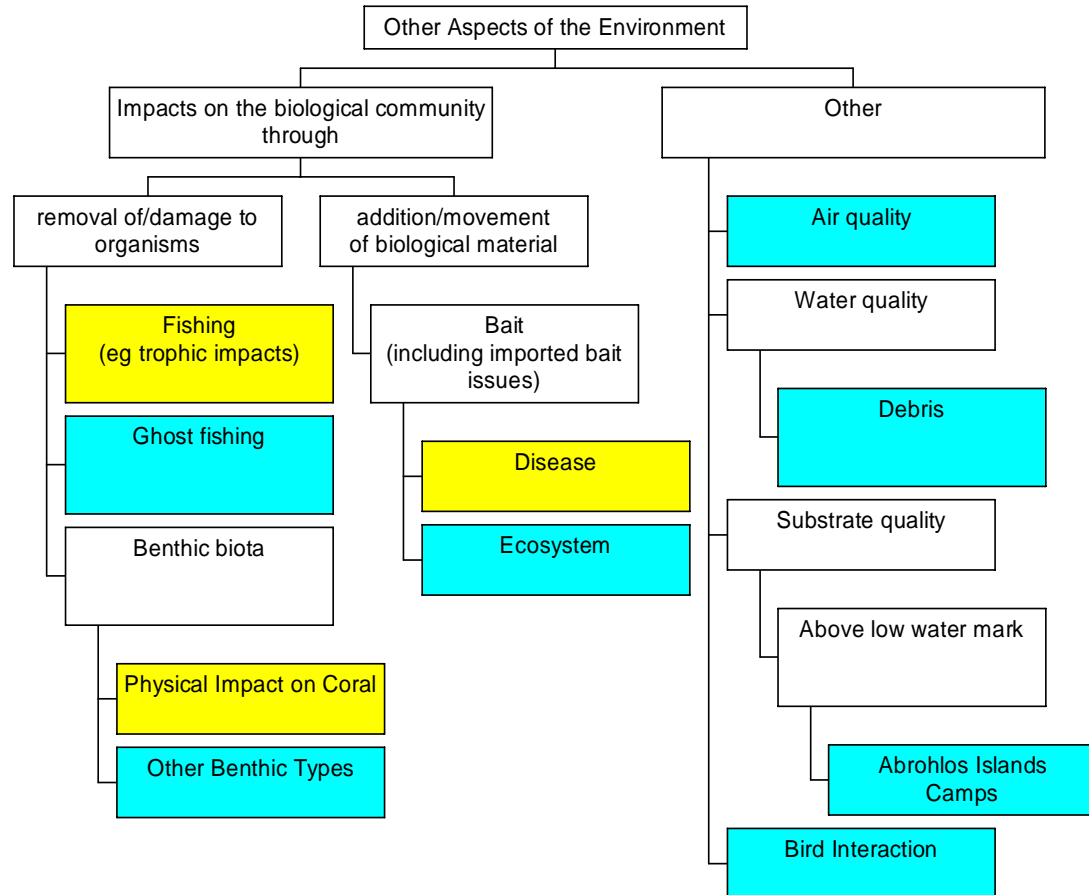 Other Aspects of the Environment
Impacts on the biological community
through
Other
removal of/damage to
organisms
addition/movement
of biological material
Air quality
Fishing
(eg trophic impacts)
Bait
(including imported bait
issues)
Water quality
Ghost fishing
Debris
Disease
Substrate quality
Benthic biota
Ecosystem
Above low water mark
Physical Impact on Coral
Other Benthic Types
Abrohlos Islands
Camps
Bird Interaction